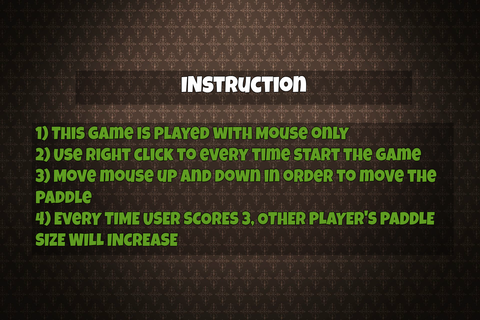 INSTRUCTION
1) THIS GAME IS PLAYED WITH MOUSE ONLY
2) USE RIGHT CLICK TO EVERY TIME START THE GAME
3) MOVE MOUSE UP AND DOWN IN ORDER TO MOVE THE
PADDLE
4) EVERY TIME USER SCORES 3, OTHER PLAYER'S PADDLE
SIZE WILL INCREASE